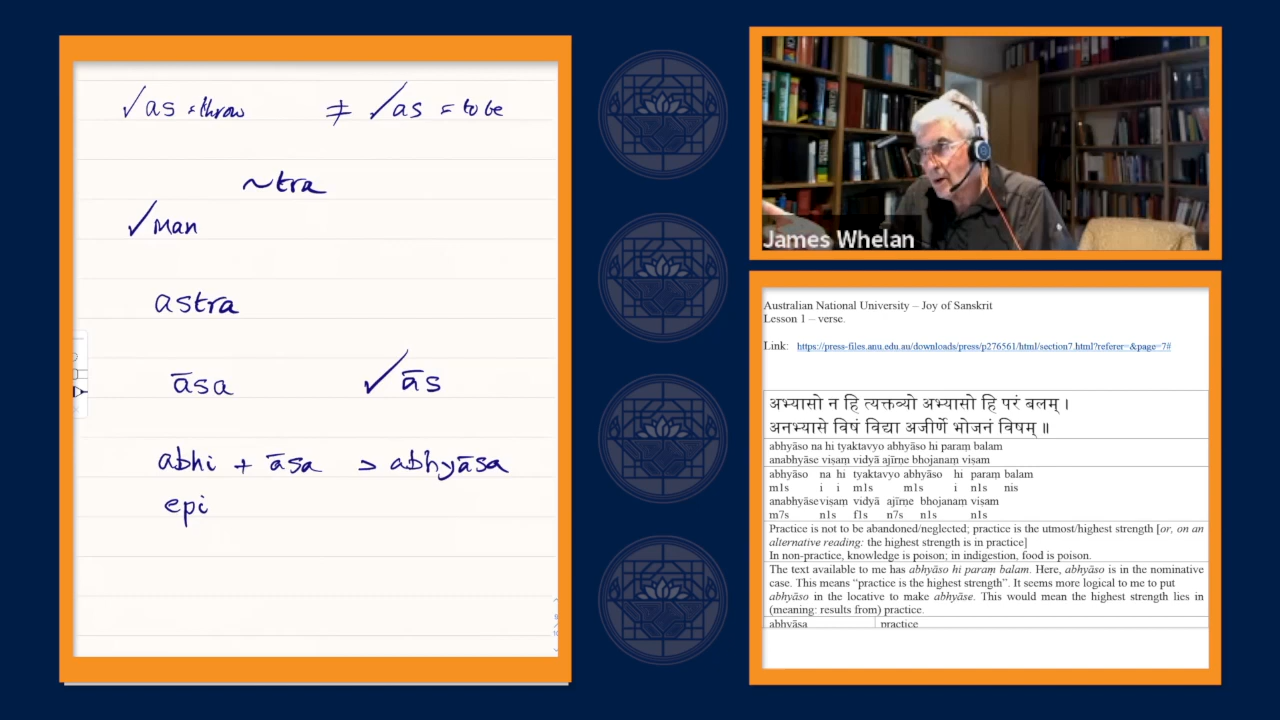 √as = throw ≠ √as = to be
~tra
√man
astra
āsa √ās
abhi + āsa > abhyāsa
epi
James Whelan
Australian National University – Joy of Sanskrit
Lesson 1 – verse.
Link: https://press-files.anu.edu.au/downloads/press/p276561/html/section7.html?referer=&page=7#
अभ्यासो न हि त्यक्तव्यो अभ्यासो हि परं बलम् ।
अनभ्यासे विषं विद्या अजीर्णे भोजनं विषम् ॥
abhyāso na hi tyaktavyo abhyāso hi paraṃ balam
anabhyāse viṣaṃ vidyā ajīrṇe bhojanaṃ viṣam
abhyāso na hi tyaktavyo abhyāso hi paraṃ balam
m1s i i m1s m1s i n1s nis
anabhyāse viṣam vidyā ajīrṇe bhojanam viṣam
m7s n1s f1s n7s n1s n1s
Practice is not to be abandoned/neglected; practice is the utmost/highest strength [or, on an
alternative reading: the highest strength is in practice]
In non-practice, knowledge is poison; in indigestion, food is poison.
The text available to me has abhyāso hi paraṃ balam. Here, abhyāso is in the nominative
case. This means “practice is the highest strength”. It seems more logical to me to put
abhyāso in the locative to make abhyāse. This would mean the highest strength lies in
(meaning: results from) practice.
abhyāsa practice